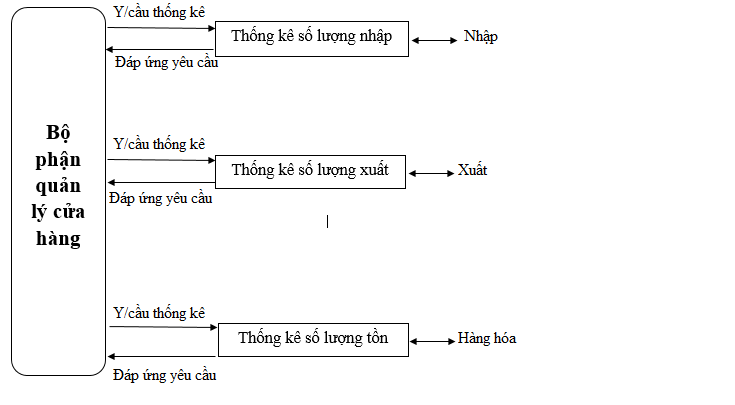 Y/cầu thống kê
Thống kê số lượng nhập
Nhập
Đáp ứng yêu cầu
Bộ
phận
quản
lý cửa
hàng
Y/cầu thống kê
Thống kê số lượng xuất
Xuất
Đáp ứng yêu cầu
Y/cầu thống kê
Thống kê số lượng tồn
Hàng hóa
Đáp ứng yêu cầu